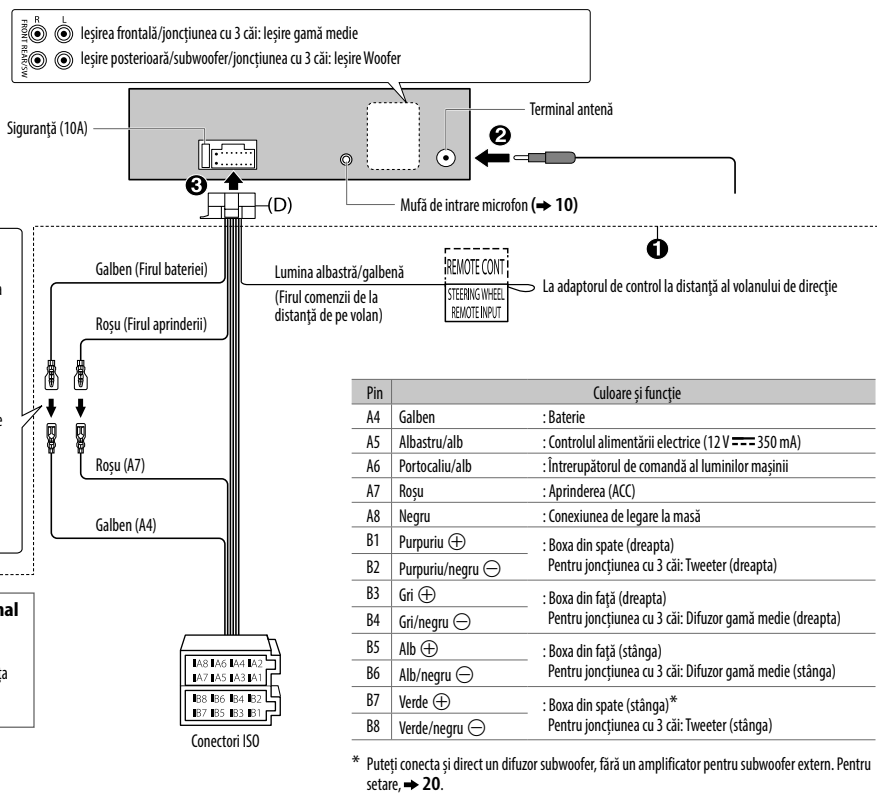 R L
FRONT
REAR/SW
Ieșirea frontală/joncțiunea cu 3 căi: Ieșire gamă medie
Ieșire posterioară/subwoofer/joncțiunea cu 3 căi: Ieșire Woofer
Siguranță (10A)
Terminal antenă
❷
❸
(D)
Mufă de intrare microfon (➜ 10)
❶
Galben (Firul bateriei)
Lumina albastră/galbenă
(Firul comenzii de la
distanță de pe volan)
REMOTE CONT
STEERING WHEEL
REMOTE INPUT
La adaptorul de control la distanță al volanului de direcție
Roșu (Firul aprinderii)
Roșu (A7)
Galben (A4)
A8 A6 A4 A2
A7 A5 A3 A1
B8 B6 B4 B2
B7 B5 B3 B1
Conectori ISO
Pin Culoare și funcție
A4 Galben : Baterie
A5 Albastru/alb : Controlul alimentării electrice (12 V ⎓ 350 mA)
A6 Portocaliu/alb : Întrerupătorul de comandă al luminilor mașinii
A7 Roșu : Aprinderea (ACC)
A8 Negru : Conexiunea de legare la masă
B1 Purpuriu ⊕ : Boxa din spate (dreapta)
B2 Purpuriu/negru ⊖ Pentru joncțiunea cu 3 căi: Tweeter (dreapta)
B3 Gri ⊕ : Boxa din față (dreapta)
B4 Gri/negru ⊖ Pentru joncțiunea cu 3 căi: Difuzor gamă medie (dreapta)
B5 Alb ⊕ : Boxa din față (stânga)
B6 Alb/negru ⊖ Pentru joncțiunea cu 3 căi: Difuzor gamă medie (stânga)
B7 Verde ⊕ : Boxa din spate (stânga)*
B8 Verde/negru ⊖ Pentru joncțiunea cu 3 căi: Tweeter (stânga)
* Puteți conecta și direct un difuzor subwoofer, fără un amplificator pentru subwoofer extern. Pentru
setare, ➜ 20.